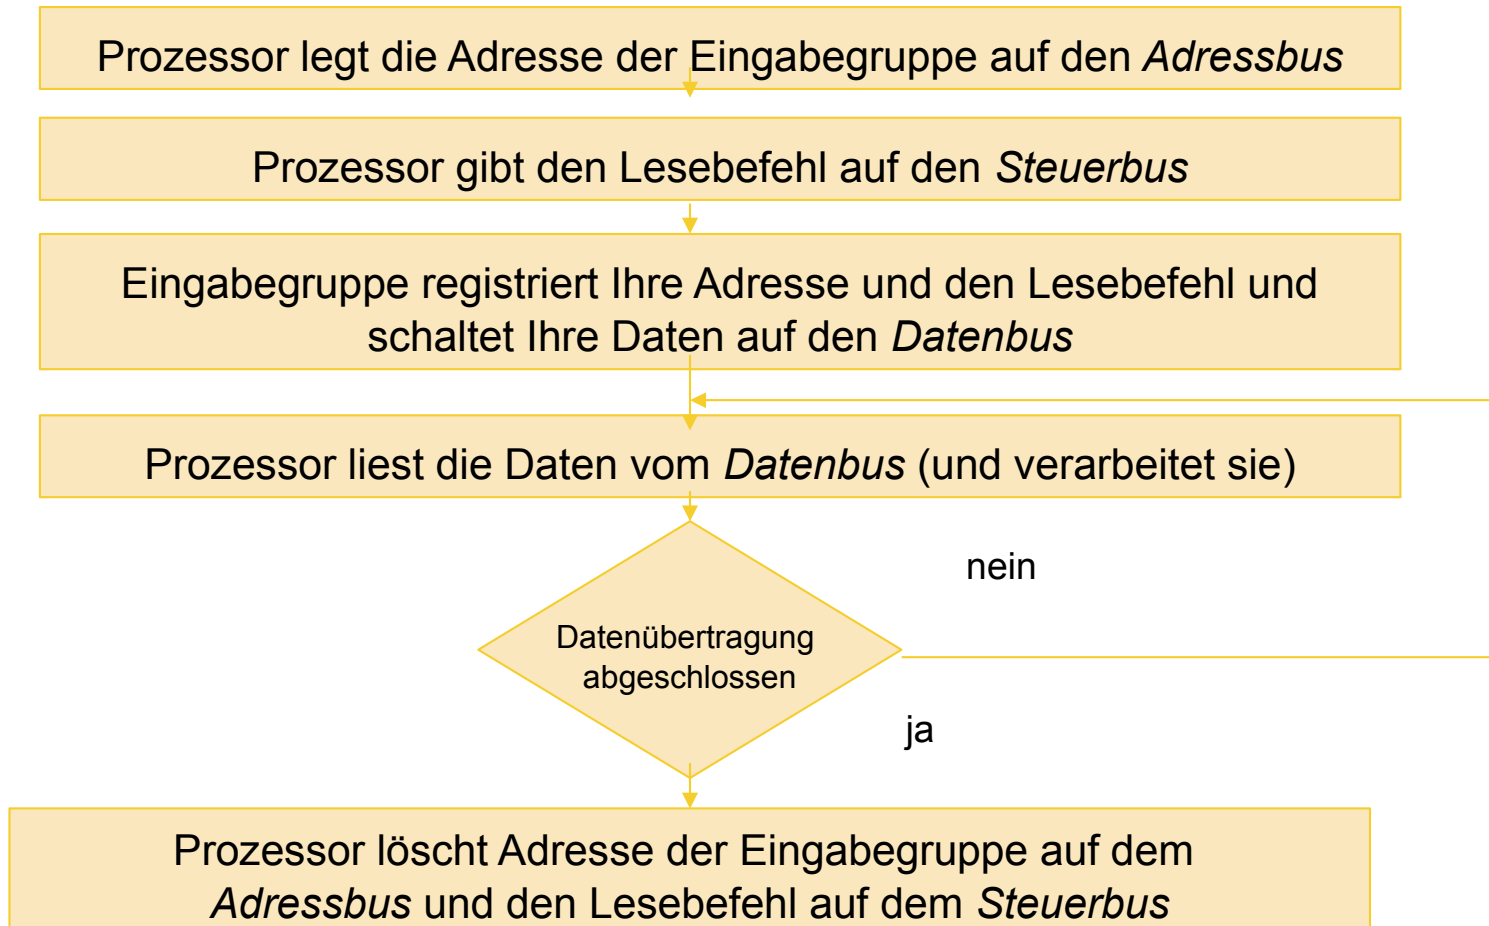 Prozessor legt die Adresse der Eingabegruppe auf den Adressbus
Prozessor gibt den Lesebefehl auf den Steuerbus
Eingabegruppe registriert Ihre Adresse und den Lesebefehl und
schaltet Ihre Daten auf den Datenbus
Prozessor liest die Daten vom Datenbus (und verarbeitet sie)
nein
Datenübertragung
abgeschlossen
ja
Prozessor löscht Adresse der Eingabegruppe auf dem
Adressbus und den Lesebefehl auf dem Steuerbus